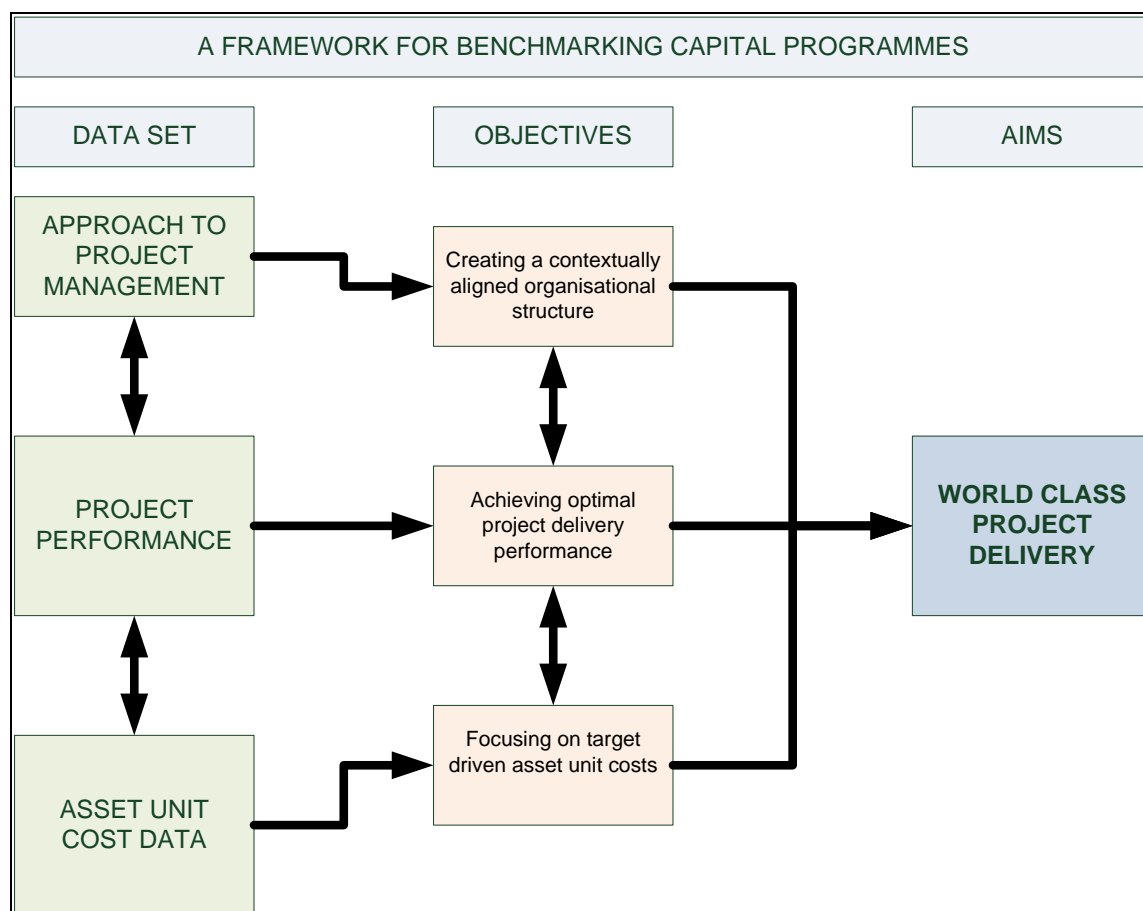 A FRAMEWORK FOR BENCHMARKING CAPITAL PROGRAMMES
DATA SET
OBJECTIVES
AIMS
APPROACH TO
PROJECT
MANAGEMENT
Creating a contextually
aligned organisational
structure
PROJECT
PERFORMANCE
Achieving optimal
project delivery
performance
WORLD CLASS
PROJECT
DELIVERY
ASSET UNIT
COST DATA
Focusing on target
driven asset unit costs